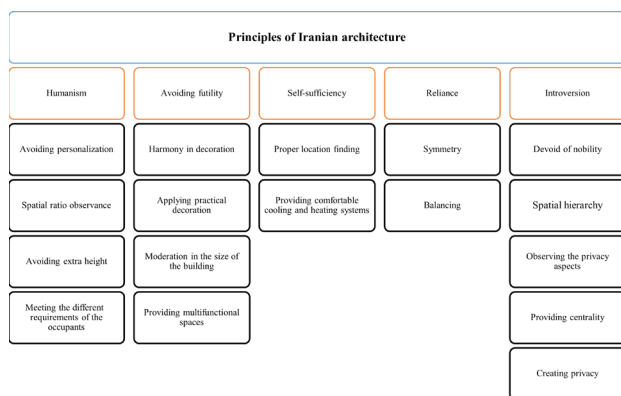 Principles of Iranian architecture
Humanism
Avoiding futility
Self-sufficiency
Reliance
Introversion
Avoiding personalization
Harmony in decoration
Proper location finding
Symmetry
Devoid of nobility
Spatial ratio observance
Applying practical
decoration
Providing comfortable
cooling and heating systems
Balancing
Spatial hierarchy
Avoiding extra height
Moderation in the size of
the building
Observing the privacy
aspects
Meeting the different
requirements of the
occupants
Providing multifunctional
spaces
Providing centrality
Creating privacy